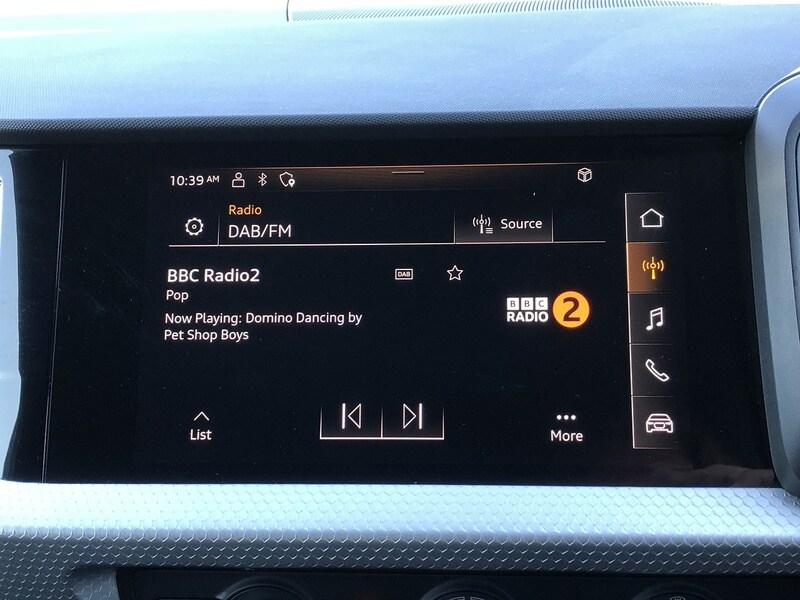 10:39 AM
Radio
DAB/FM
Source
BBC Radio2
DAB
Pop
Now Playing: Domino Dancing by
Pet Shop Boys
BBC
RADIO 2
List
More